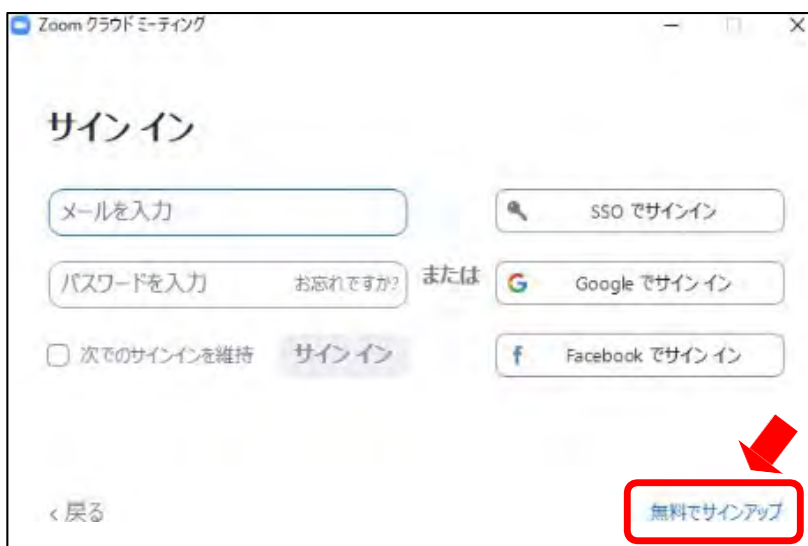 Zoom クラウド ミーティング
サイン イン
メールを入力
パスワードを入力 お忘れですか?
次でのサインインを維持 サイン イン
または
SSO でサインイン
Google でサイン イン
Facebook でサイン イン
‹ 戻る
無料でサインアップ